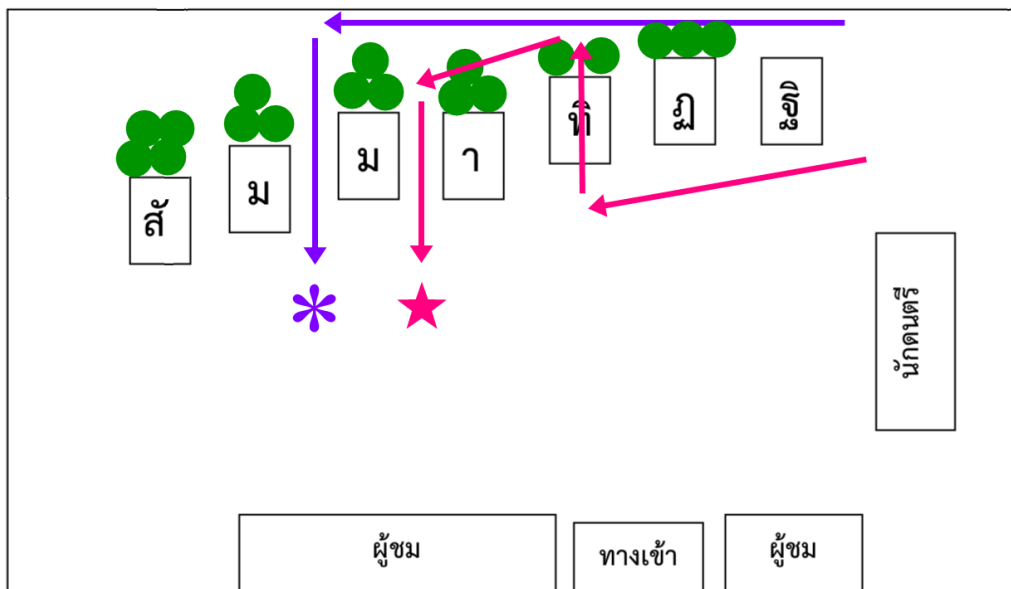 สั
ม
ม
า
ทิ
ฏ
ฐิ
นักดนตรี
ผู้ชม
ทางเข้า
ผู้ชม